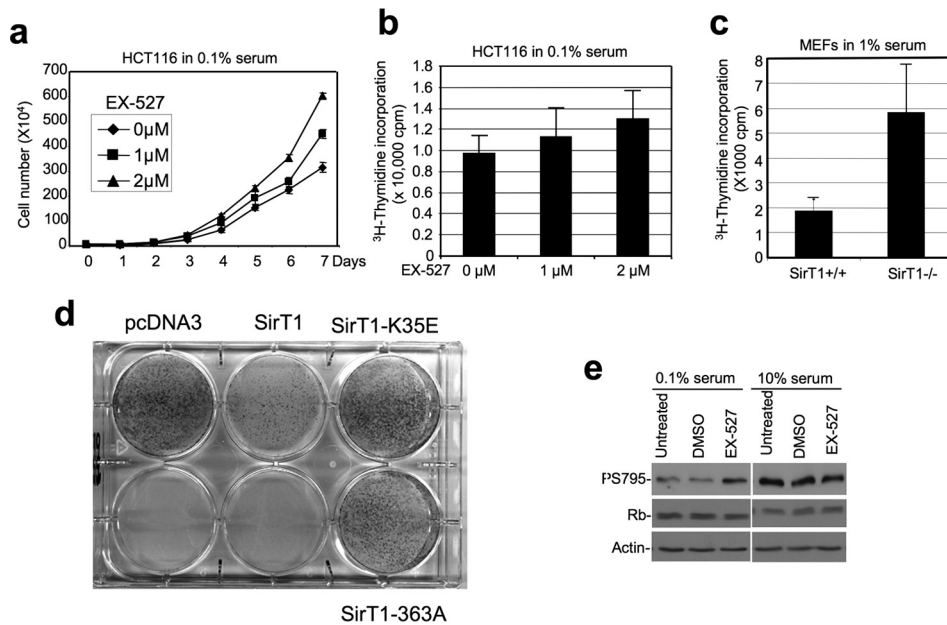 a
HCT116 in 0.1% serum
Cell number (X10⁴)
700
600
500
400
300
200
100
0
EX-527
0µM
1µM
2µM
0 1 2 3 4 5 6 7 Days
b
HCT116 in 0.1% serum
³H-Thymidine incorporation
(x 10,000 cpm)
1.8
1.6
1.4
1.2
1.0
0.8
0.6
0.4
0.2
0
EX-527 0 µM 1 µM 2 µM
c
MEFs in 1% serum
³H-Thymidine incorporation
(X1000 cpm)
8
7
6
5
4
3
2
1
0
SirT1+/+ SirT1-/-
d
pcDNA3 SirT1 SirT1-K35E
SirT1-363A
e
0.1% serum 10% serum
Untreated DMSO EX-527 Untreated DMSO EX-527
PS795-
Rb-
Actin-